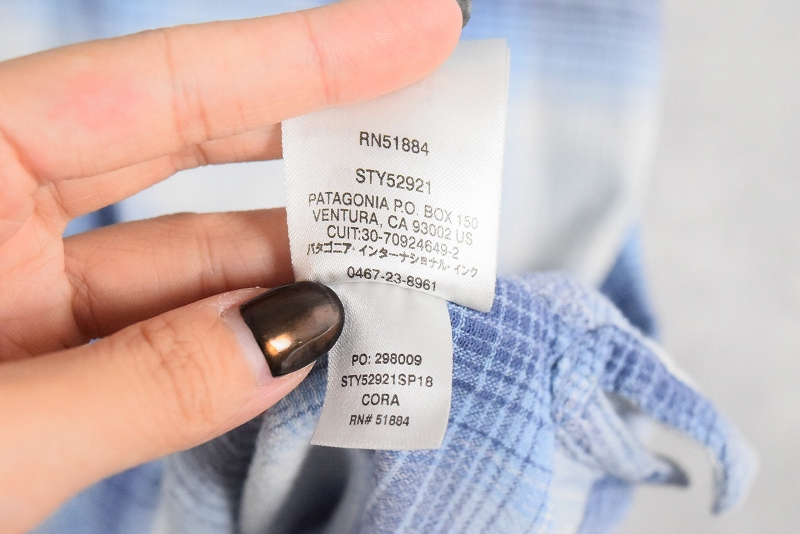 RN51884
STY52921
PATAGONIA P.O. BOX 150
VENTURA, CA 93002 US
CUIT:30-70924649-2
パタゴニア・インターナショナル・インク
0467-23-8961
PO: 298009
STY52921SP18
CORA
RN# 51884